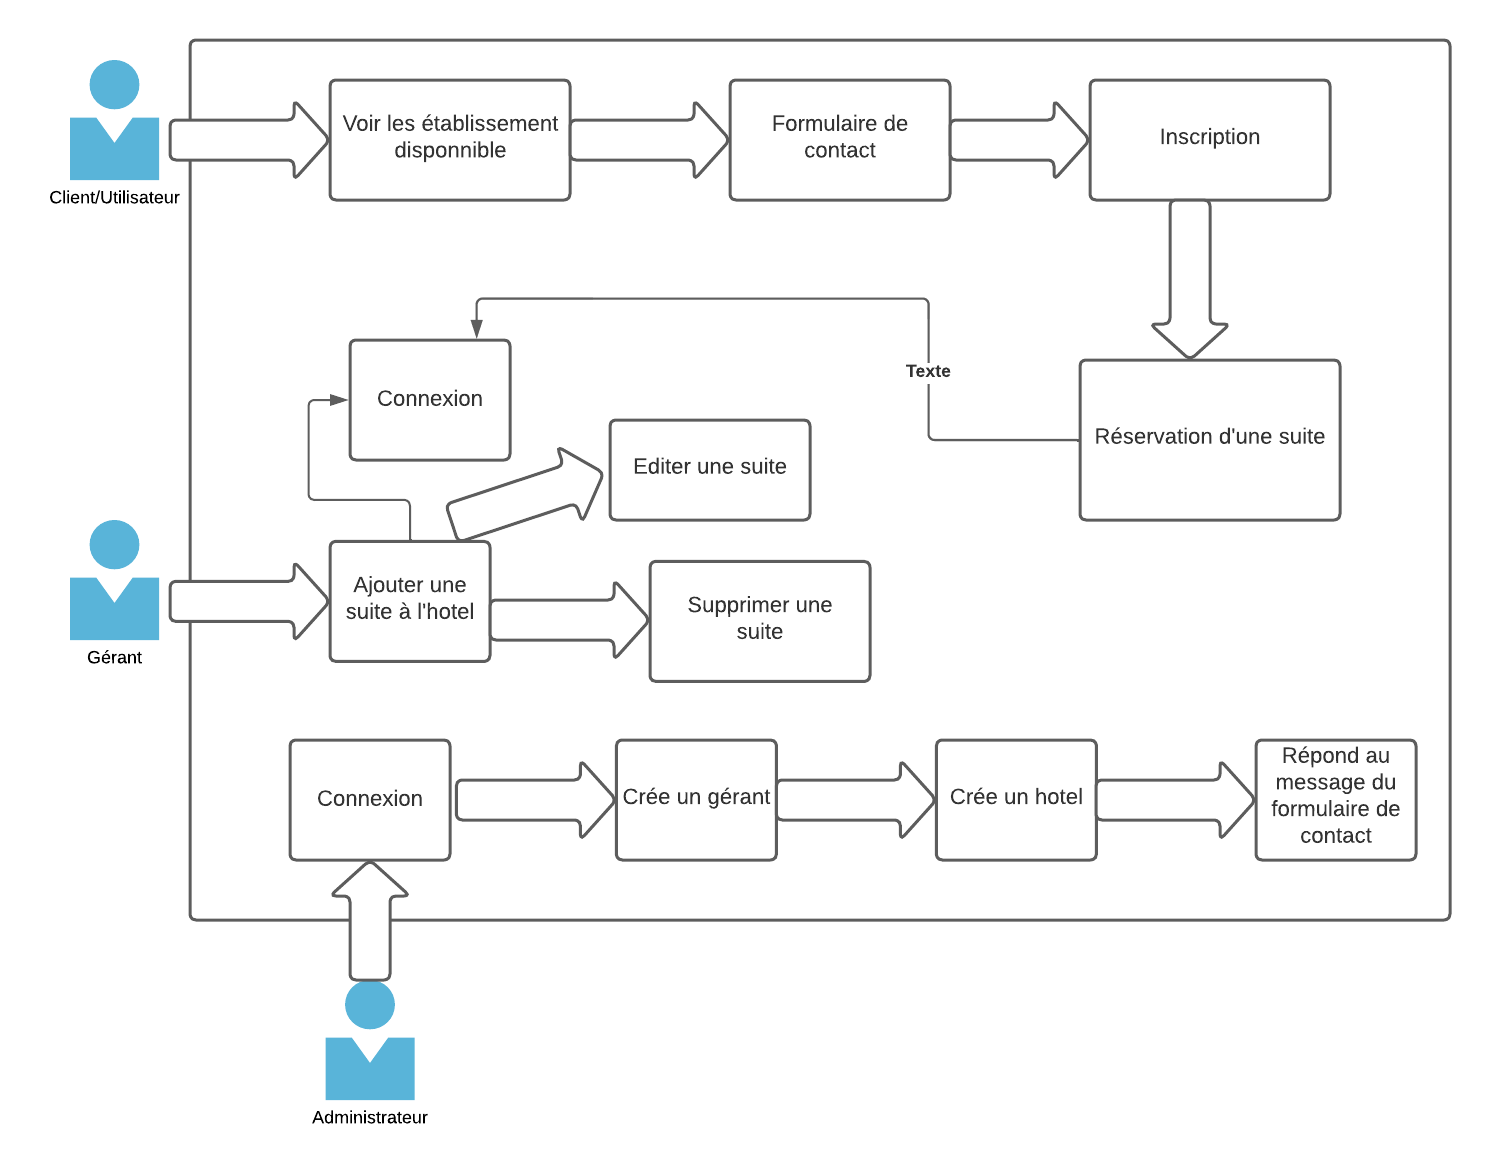 Voir les établissement
disponnible
Formulaire de
contact
Inscription
Client/Utilisateur
Connexion
Texte
Réservation d'une suite
Editer une suite
Ajouter une
suite à l'hotel
Supprimer une
suite
Gérant
Connexion
Crée un gérant
Crée un hotel
Répond au
message du
formulaire de
contact
Administrateur